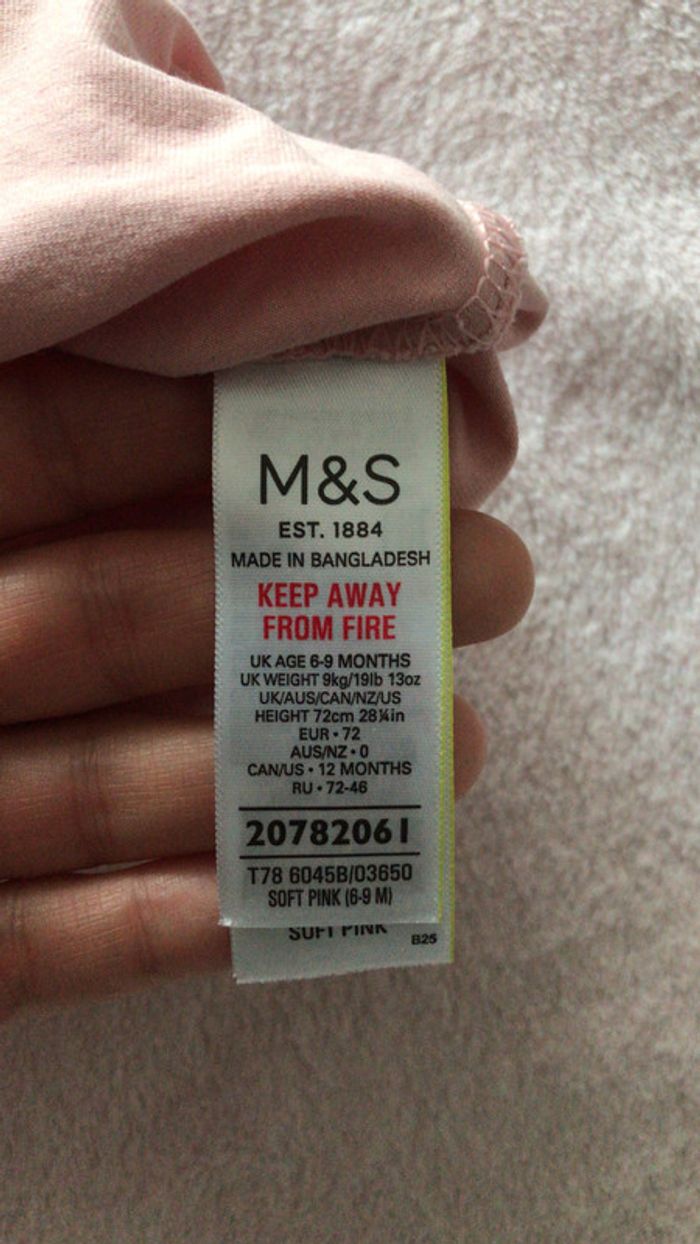 M&S
EST. 1884
MADE IN BANGLADESH
KEEP AWAY
FROM FIRE
UK AGE 6-9 MONTHS
UK WEIGHT 9kg/19lb 13oz
UK/AUS/CAN/NZ/US
HEIGHT 72cm 28¼in
EUR • 72
AUS/NZ • 0
CAN/US • 12 MONTHS
RU • 72-46
20782061
T78 6045B/03650
SOFT PINK (6-9 M)
SOFT PINK
B25